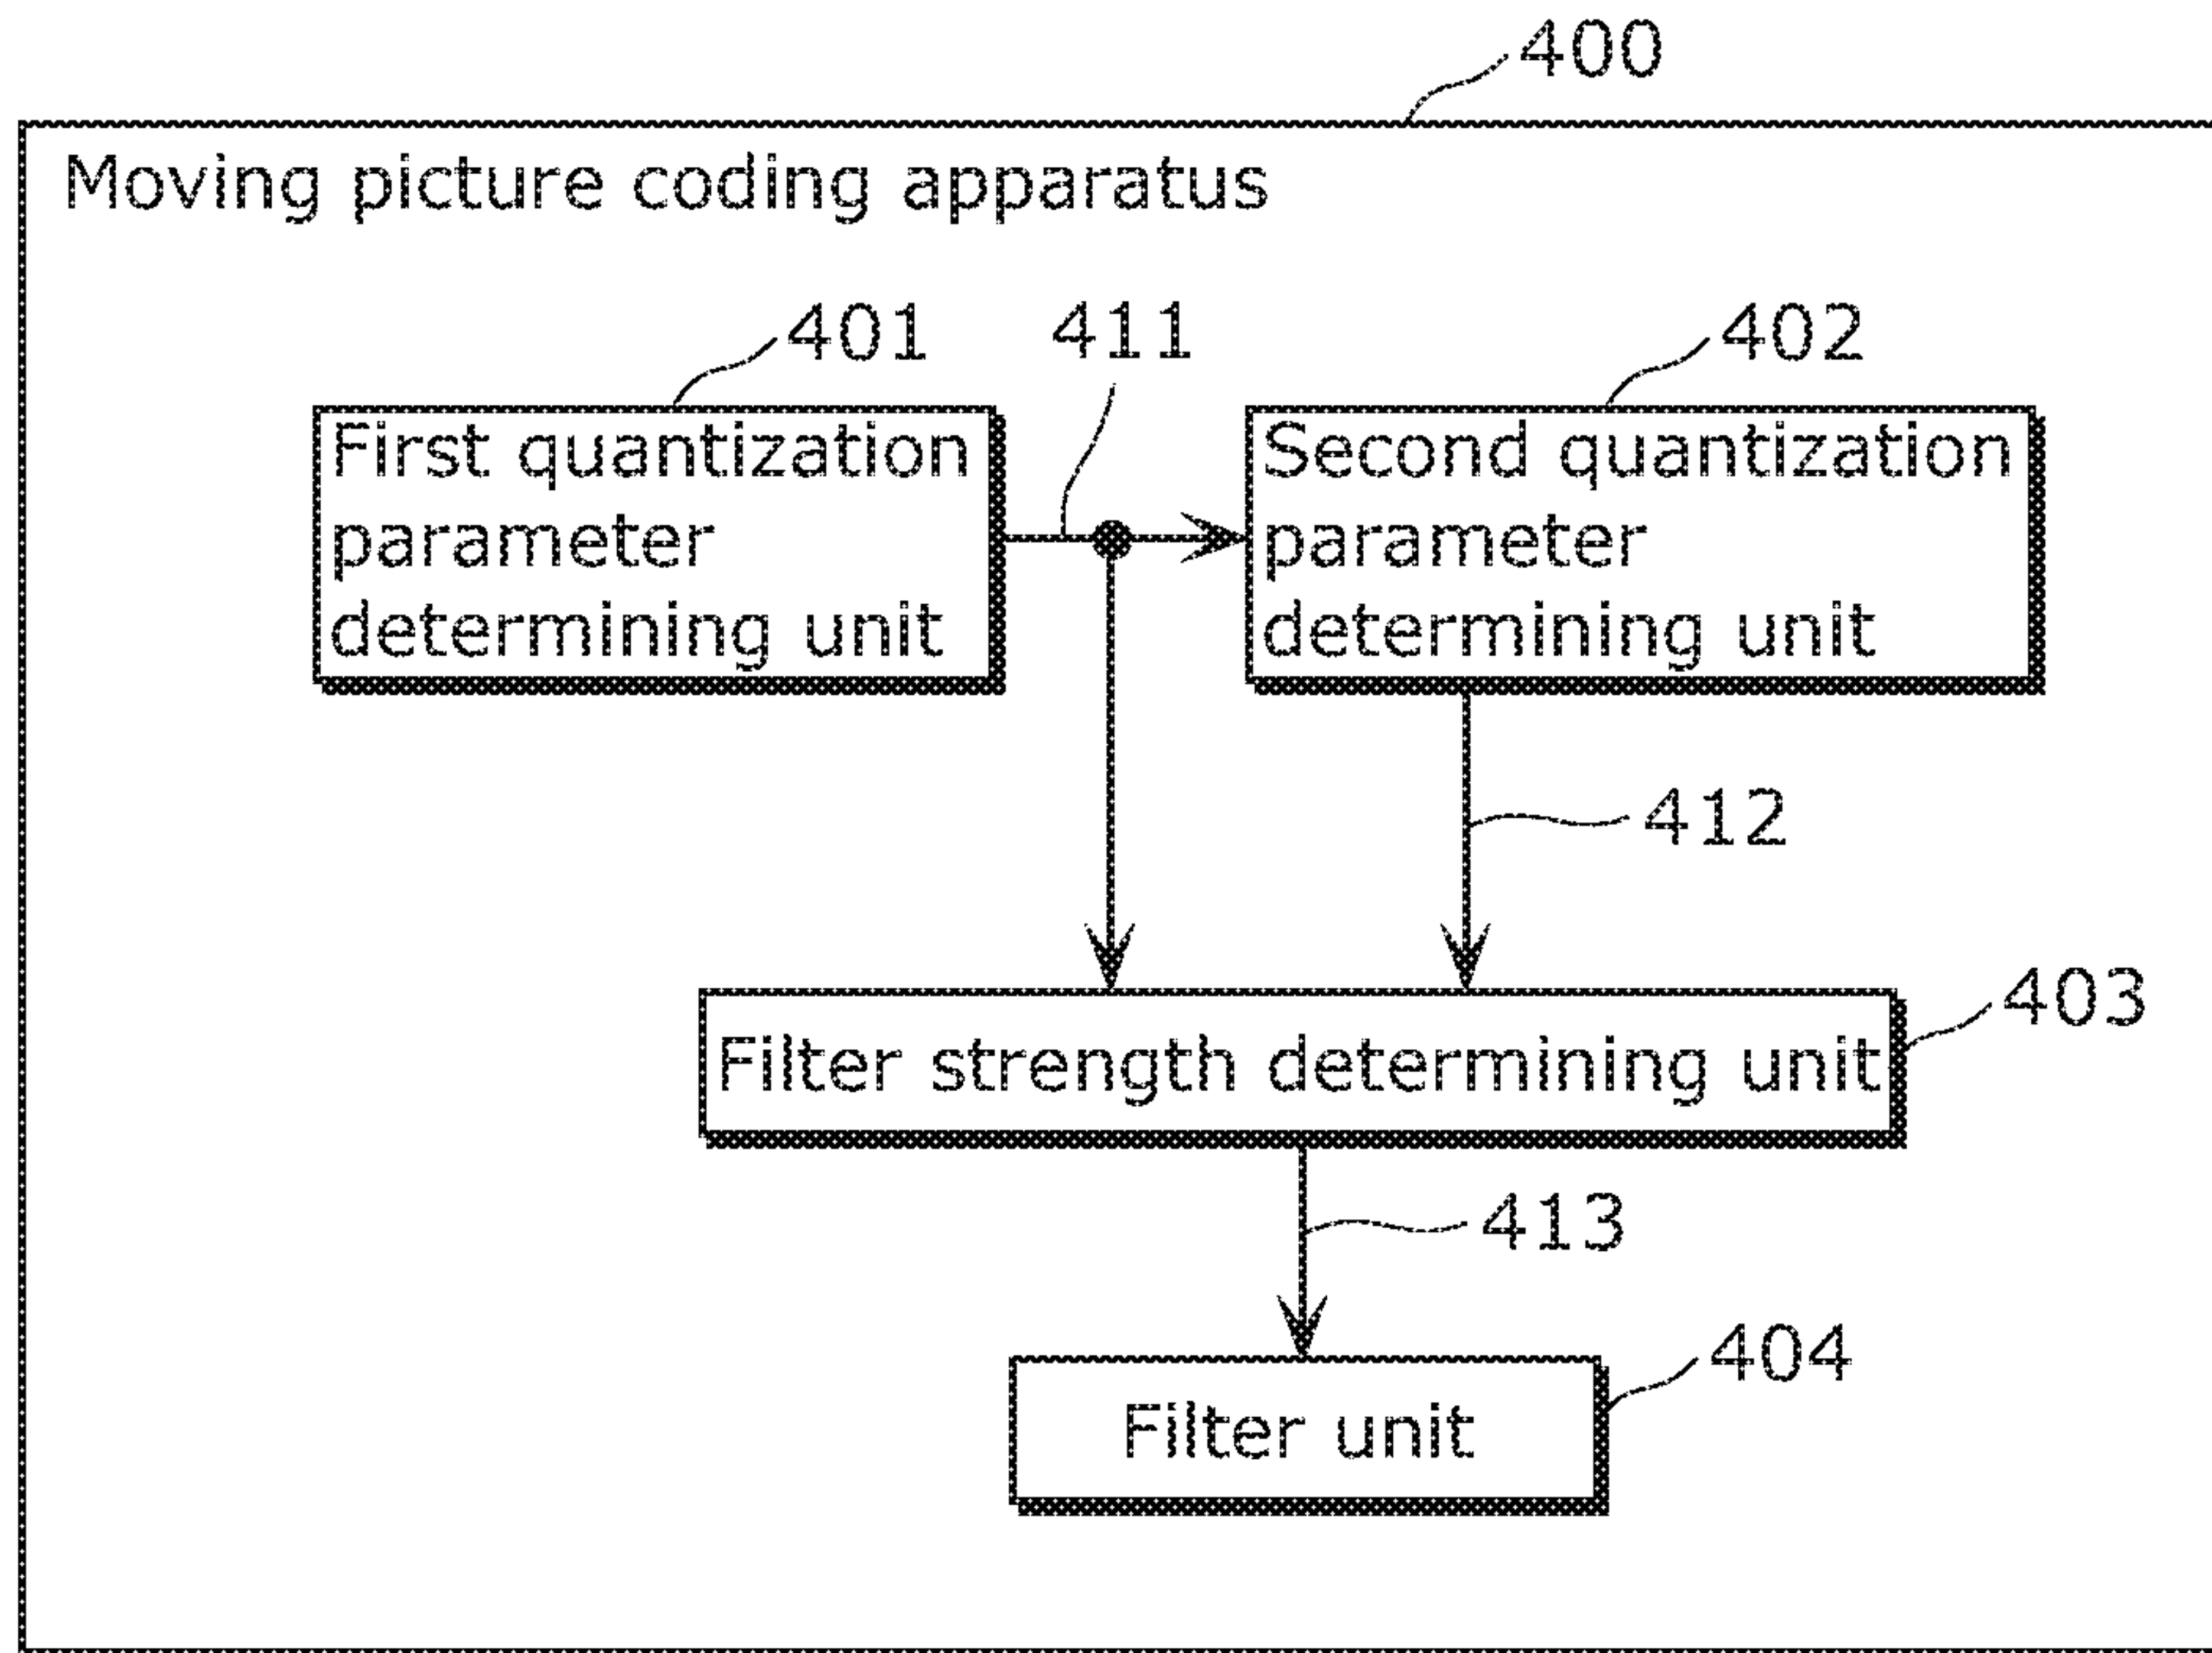 400
Moving picture coding apparatus
401
411
402
First quantization
parameter
determining unit
Second quantization
parameter
determining unit
412
403
Filter strength determining unit
413
404
Filter unit